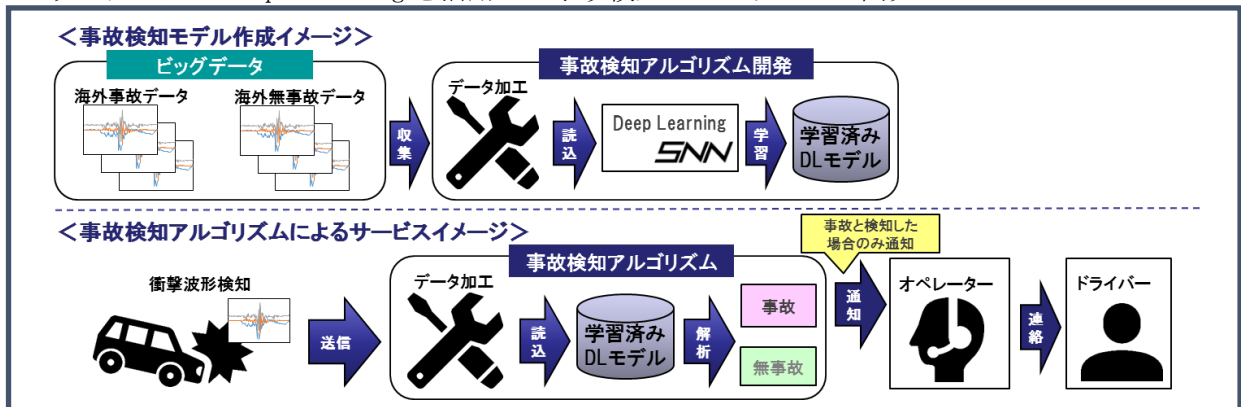 ＜事故検知モデル作成イメージ＞
ビッグデータ
海外事故データ
海外無事故データ
収集
事故検知アルゴリズム開発
データ加工
読込
Deep Learning
SNN
学習
学習済み
DLモデル
＜事故検知アルゴリズムによるサービスイメージ＞
衝撃波形検知
送信
事故検知アルゴリズム
データ加工
読込
学習済み
DLモデル
解析
事故
無事故
事故と検知した
場合のみ通知
通知
オペレーター
連絡
ドライバー